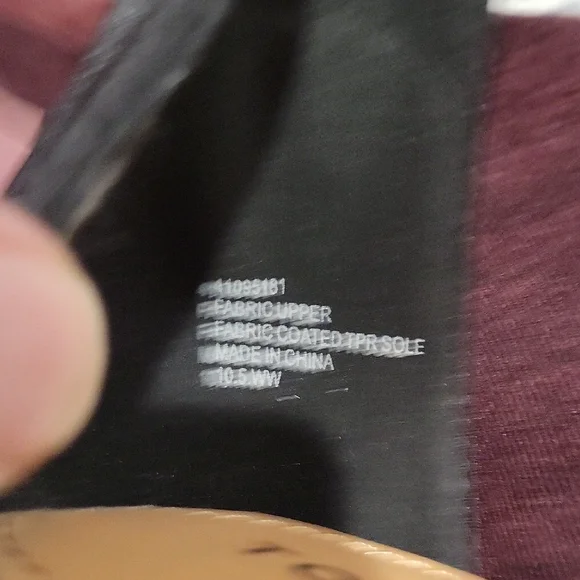 41095181
FABRIC UPPER
FABRIC COATED TPR SOLE
MADE IN CHINA
10.5 WW